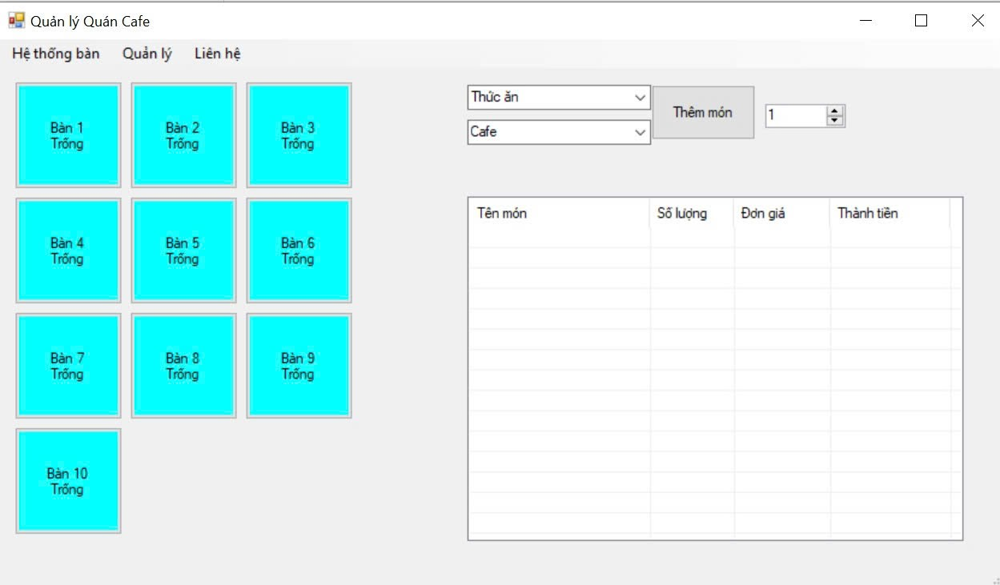 Quản lý Quán Cafe
Hệ thống bàn Quản lý Liên hệ
Bàn 1
Trống
Bàn 2
Trống
Bàn 3
Trống
Bàn 4
Trống
Bàn 5
Trống
Bàn 6
Trống
Bàn 7
Trống
Bàn 8
Trống
Bàn 9
Trống
Bàn 10
Trống
Thức ăn
Cafe
Thêm món
1
Tên món Số lượng Đơn giá Thành tiền